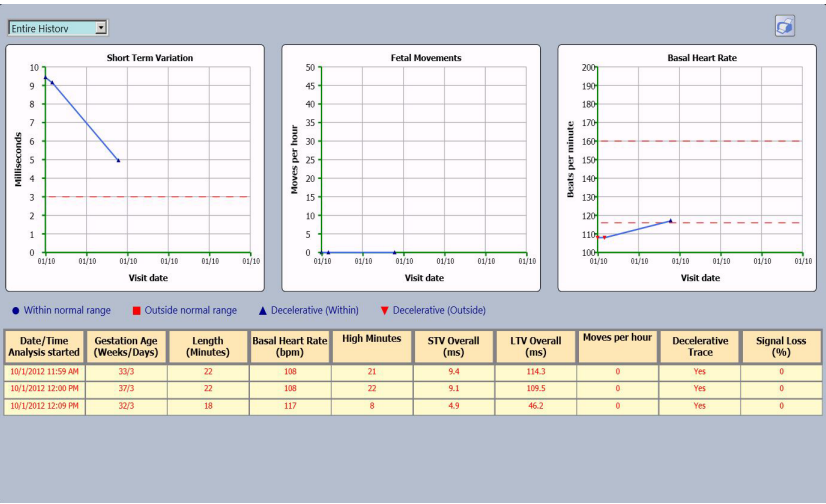 Entire History
Short Term Variation
10
9
8
7
6
5
4
3
2
1
0
Milliseconds
01/10 01/10 01/10 01/10 01/10 01/10
Visit date
Fetal Movements
50
45
40
35
30
25
20
15
10
5
0
Moves per hour
01/10 01/10 01/10 01/10 01/10 01/10
Visit date
Basal Heart Rate
200
190
180
170
160
150
140
130
120
110
100
Beats per minute
01/10 01/10 01/10 01/10 01/10 01/10
Visit date
Within normal range Outside normal range Decelerative (Within) Decelerative (Outside)
Date/Time Analysis started Gestation Age (Weeks/Days) Length (Minutes) Basal Heart Rate (bpm) High Minutes STV Overall (ms) LTV Overall (ms) Moves per hour Decelerative Trace Signal Loss (%)
10/1/2012 11:59 AM 33/3 22 108 21 9.4 114.3 0 Yes 0
10/1/2012 12:00 PM 37/3 22 108 22 9.1 109.5 0 Yes 0
10/1/2012 12:09 PM 32/3 18 117 8 4.9 46.2 0 Yes 0